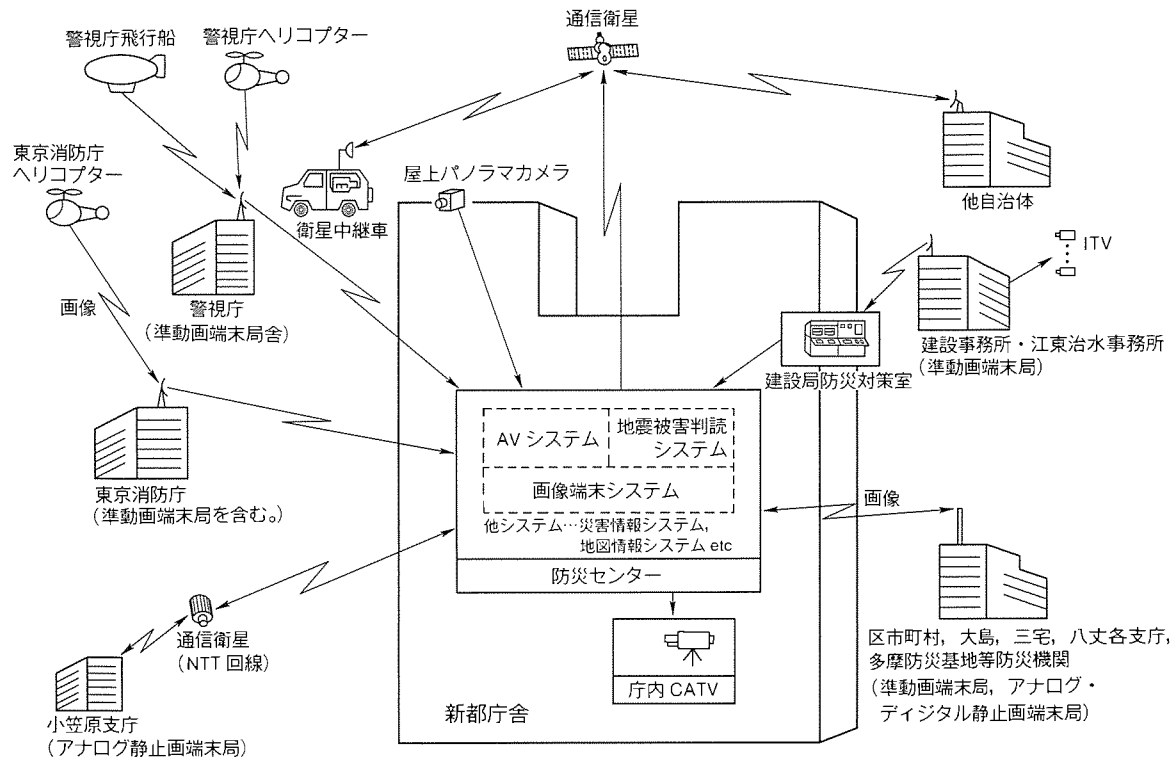 通信衛星
警視庁飛行船
警視庁ヘリコプター
東京消防庁
ヘリコプター
衛星中継車
屋上パノラマカメラ
他自治体
ITV
画像
警視庁
(準動画端末局舎)
建設事務所・江東治水事務所
(準動画端末局)
建設局防災対策室
AV システム
地震被害判読
システム
画像端末システム
他システム…災害情報システム,
地図情報システム etc
防災センター
東京消防庁
(準動画端末局を含む。)
画像
通信衛星
(NTT 回線)
庁内 CATV
新都庁舎
小笠原支庁
(アナログ静止画端末局)
区市町村, 大島, 三宅, 八丈各支庁,
多摩防災基地等防災機関
(準動画端末局, アナログ・
ディジタル静止画端末局)